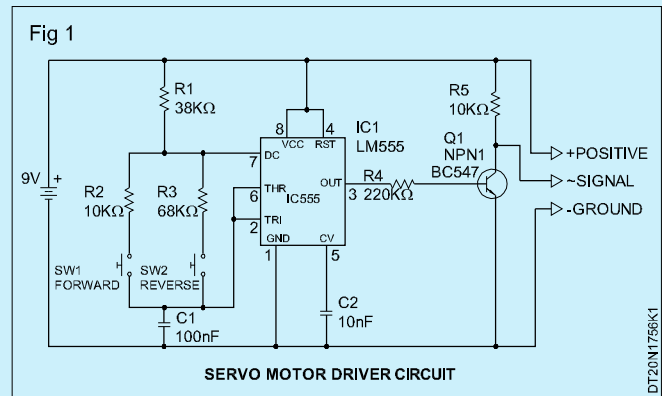 Fig 1
R1
38KΩ
R5
10KΩ
8
4
VCC
RST
IC1
LM555
Q1
NPN1
BC547
+POSITIVE
7
DC
9V
+
R2
10KΩ
R3
68KΩ
THR
6
IC555
OUT
3
R4
220KΩ
~SIGNAL
TRI
2
-GROUND
GND
CV
1
5
SW1
FORWARD
SW2
REVERSE
C1
100nF
C2
10nF
SERVO MOTOR DRIVER CIRCUIT
DT20N1756K1